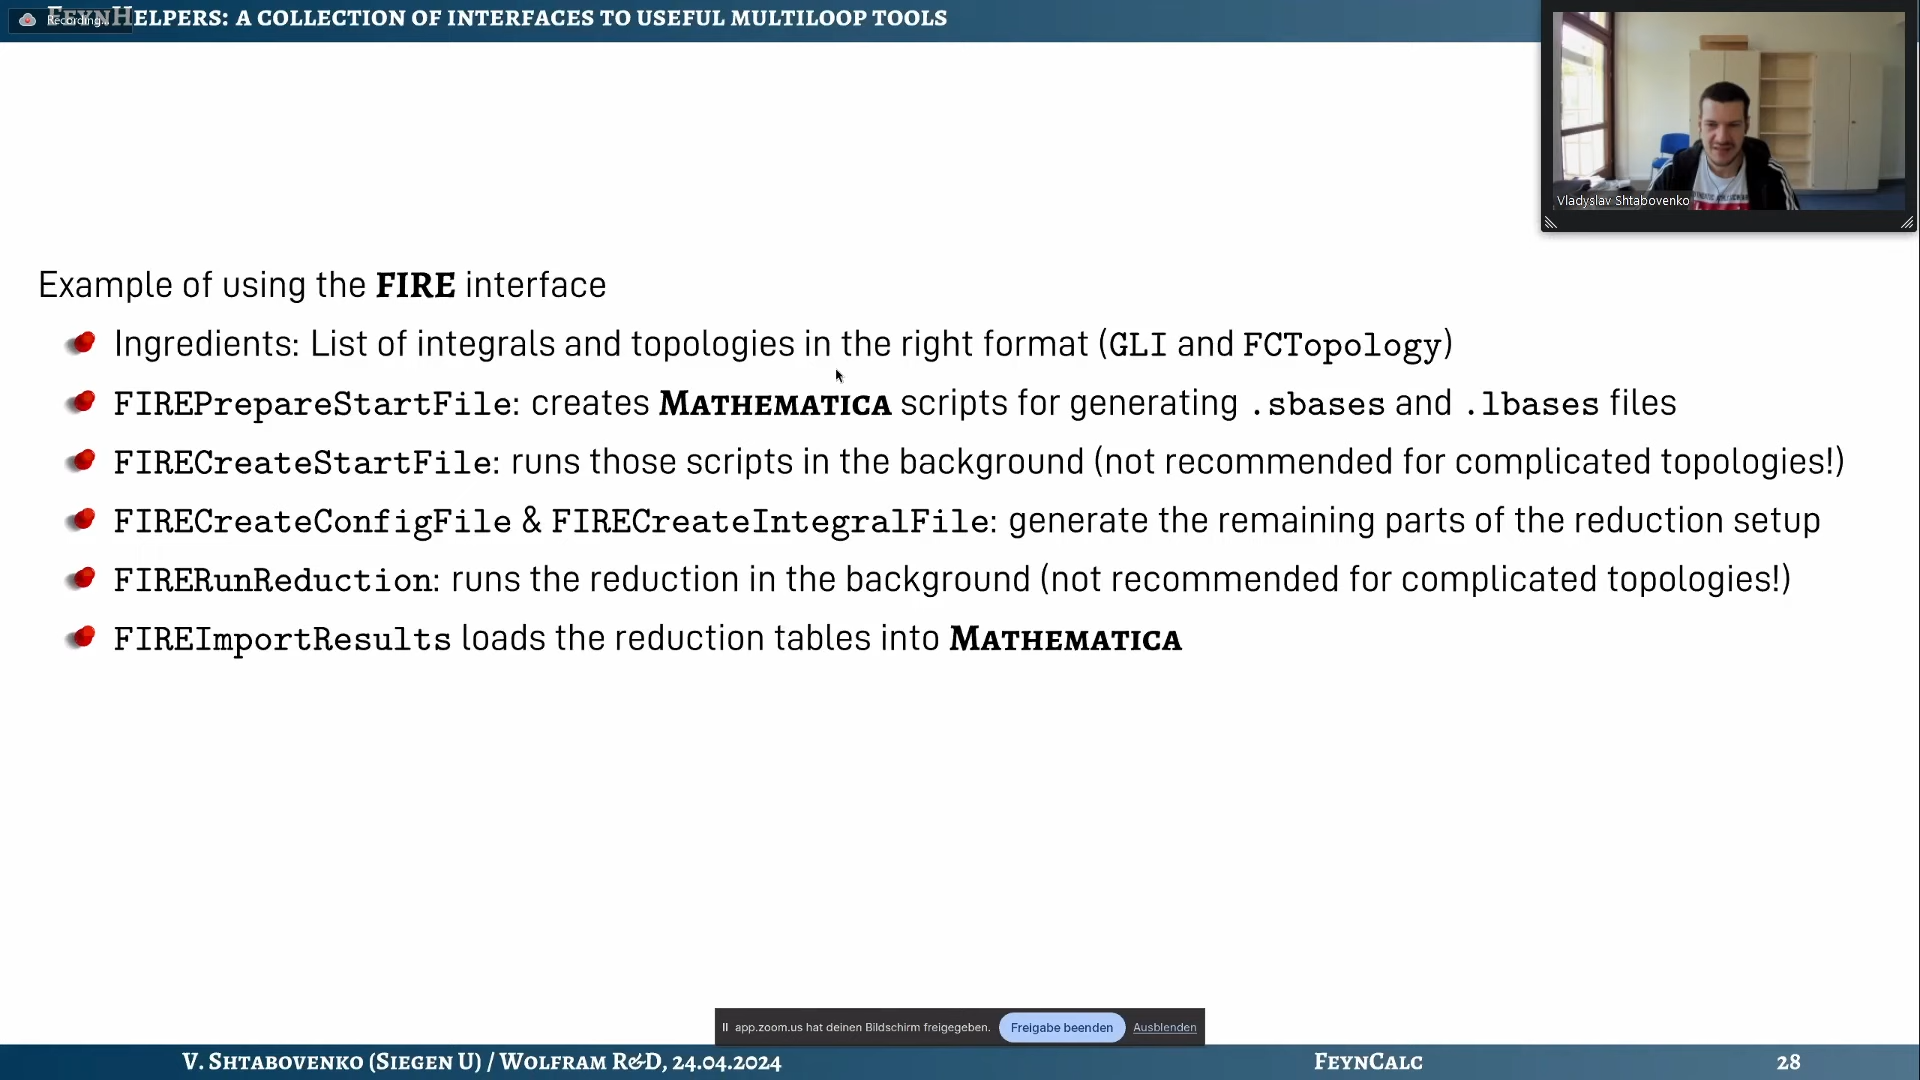 FeynHelpers: a collection of interfaces to useful multiloop tools
Recording...
Vladyslav Shtabovenko
Example of using the FIRE interface
Ingredients: List of integrals and topologies in the right format (GLI and FCTopology)
FIREPrepareStartFile: creates Mathematica scripts for generating .sbases and .lbases files
FIRECreateStartFile: runs those scripts in the background (not recommended for complicated topologies!)
FIRECreateConfigFile & FIRECreateIntegralFile: generate the remaining parts of the reduction setup
FIRERunReduction: runs the reduction in the background (not recommended for complicated topologies!)
FIREImportResults loads the reduction tables into Mathematica
app.zoom.us hat deinen Bildschirm freigegeben. Freigabe beenden Ausblenden
V. Shtabovenko (Siegen U) / Wolfram R&D, 24.04.2024 FeynCalc 28